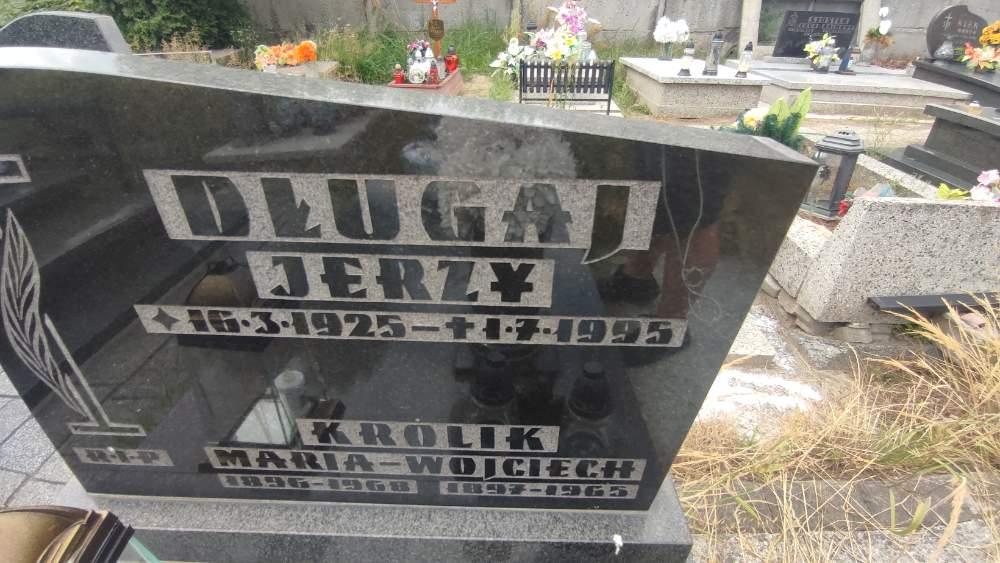 DŁUGAJ
JERZY
✦16·3·1925–✝1·7·1995
KRÓLIK
MARIA–WOJCIECH
1896–1968 1897–1965
R.I.P